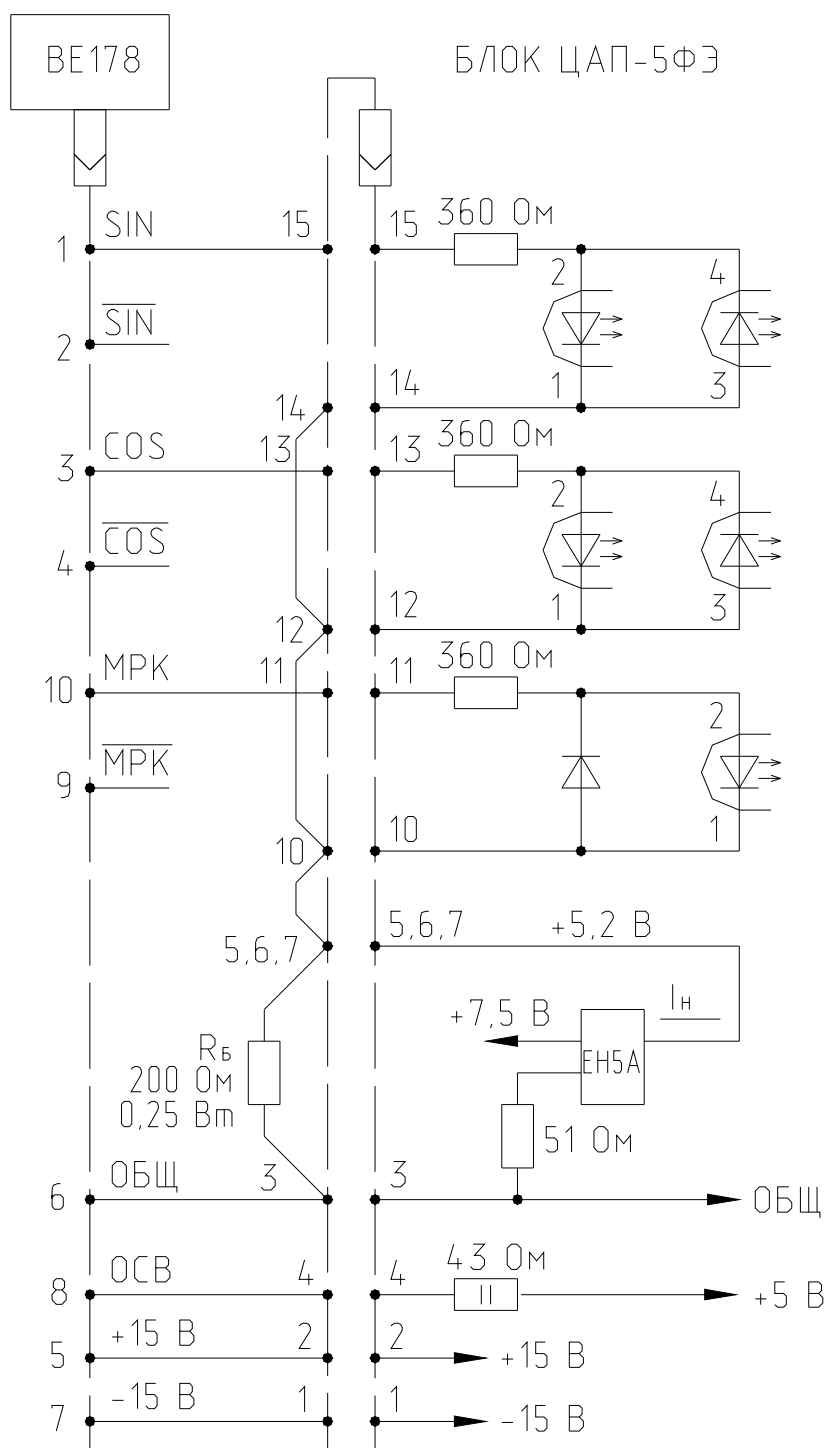 ВЕ178
БЛОК ЦАП-5ФЭ
1 SIN 15 15 360 Ом
2 4
2 SIN
1 3
14 14
3 COS 13 13 360 Ом
2 4
4 COS
1 3
12 12
10 МРК 11 11 360 Ом
2
9 МРК
1
10 10
5,6,7 5,6,7 +5,2 В
+7,5 В Iн
ЕН5А
RБ
200 Ом
0,25 Вт
51 Ом
6 ОБЩ 3 3 ОБЩ
8 ОСВ 4 4 43 Ом +5 В
5 +15 В 2 2 +15 В
7 -15 В 1 1 -15 В